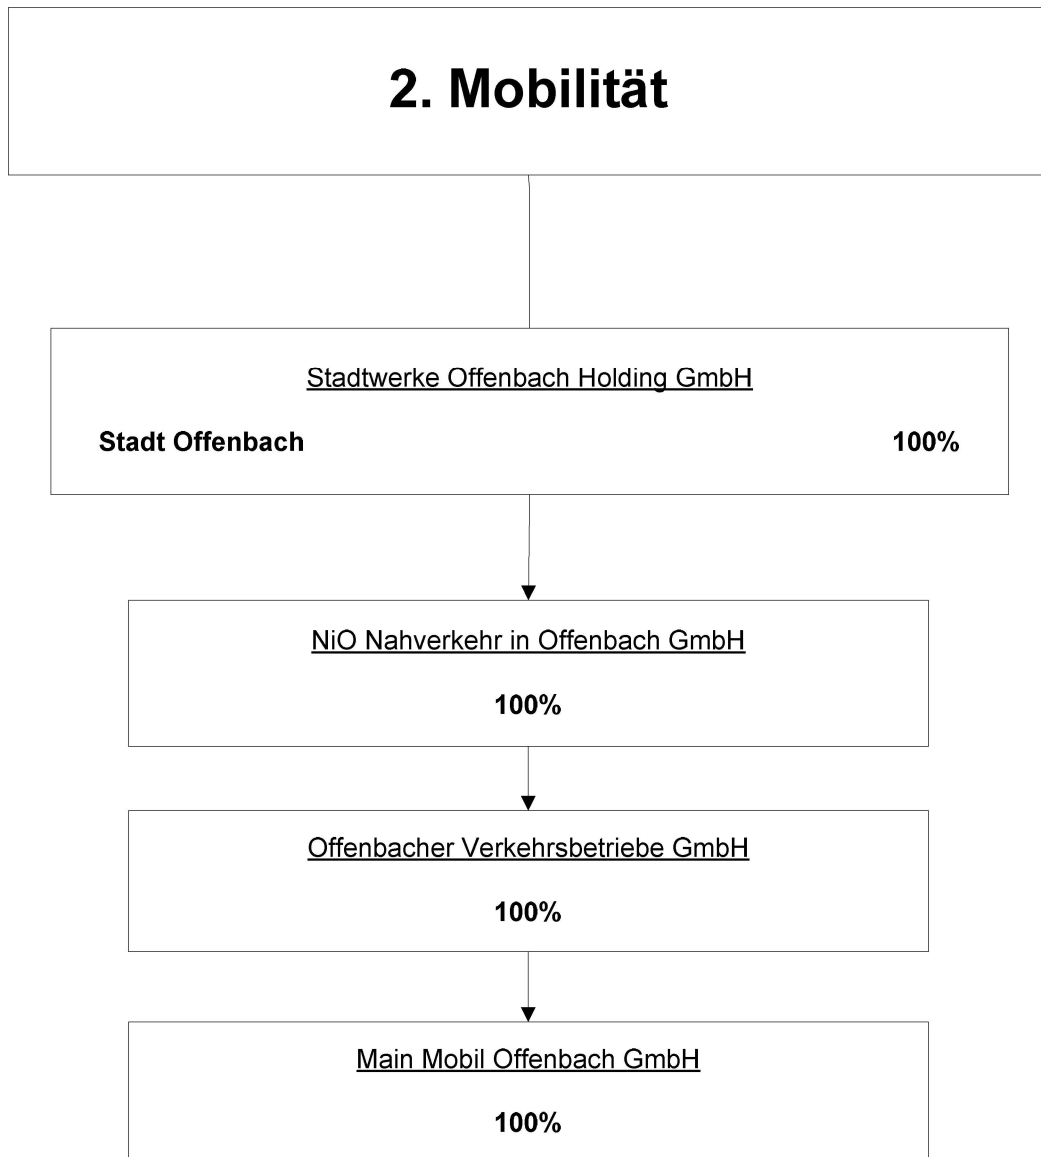 2. Mobilität
Stadtwerke Offenbach Holding GmbH
Stadt Offenbach 100%
NiO Nahverkehr in Offenbach GmbH
100%
Offenbacher Verkehrsbetriebe GmbH
100%
Main Mobil Offenbach GmbH
100%